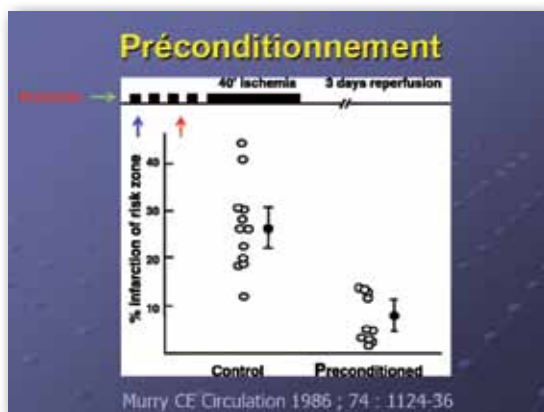 Préconditionnement
40' Ischemia 3 days reperfusion
% infarction of risk zone
40
30
20
10
Control Preconditioned
Murry CE Circulation 1986 ; 74 : 1124-36